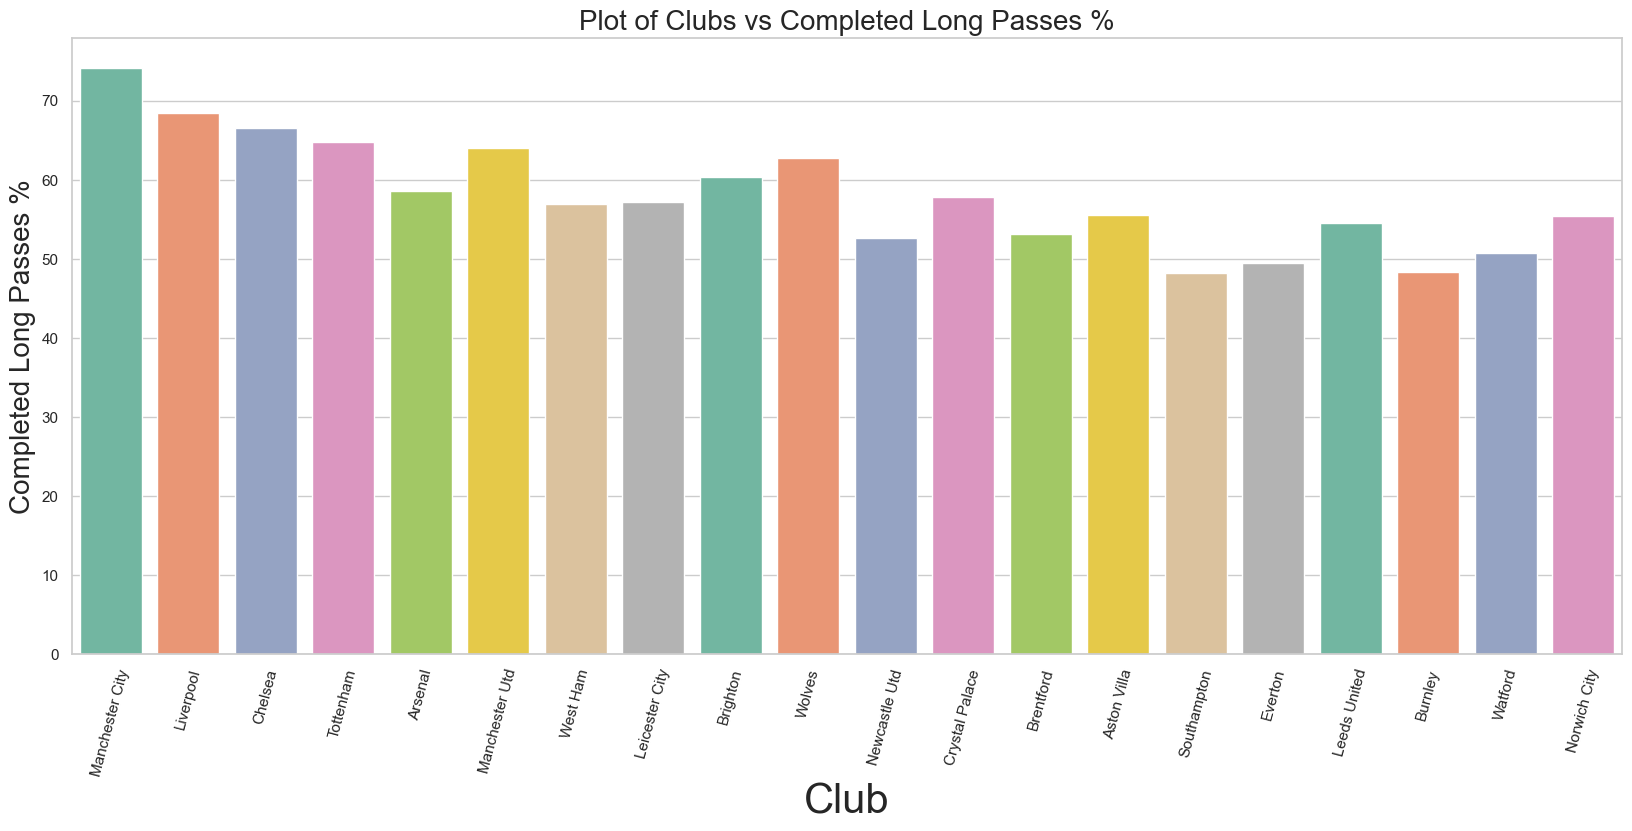 Plot of Clubs vs Completed Long Passes %
Completed Long Passes %
70
60
50
40
30
20
10
0
Manchester City
Liverpool
Chelsea
Tottenham
Arsenal
Manchester Utd
West Ham
Leicester City
Brighton
Wolves
Newcastle Utd
Crystal Palace
Brentford
Aston Villa
Southampton
Everton
Leeds United
Burnley
Watford
Norwich City
Club